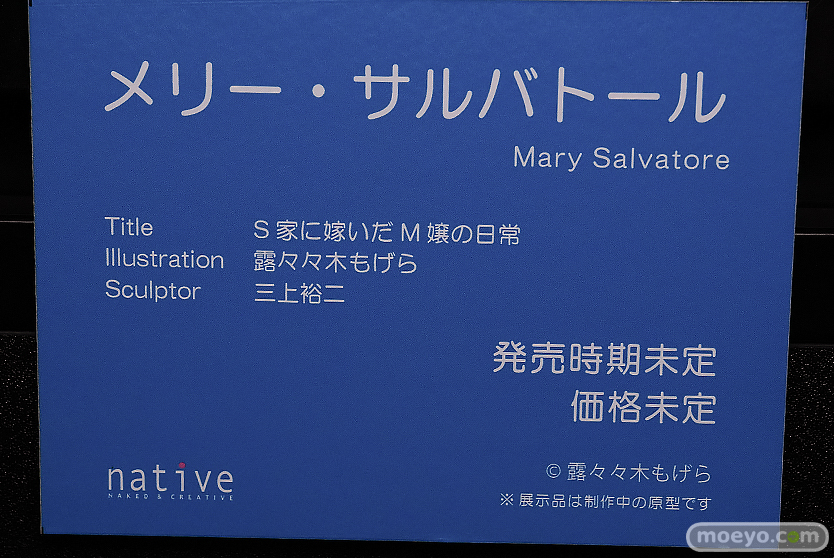 メリー・サルバトール
Mary Salvatore
Title S家に嫁いだM嬢の日常
Illustration 露々々木もげら
Sculptor 三上裕二
発売時期未定
価格未定
native
NAKED & CREATIVE
© 露々々木もげら
※ 展示品は制作中の原型です
moeyo.com